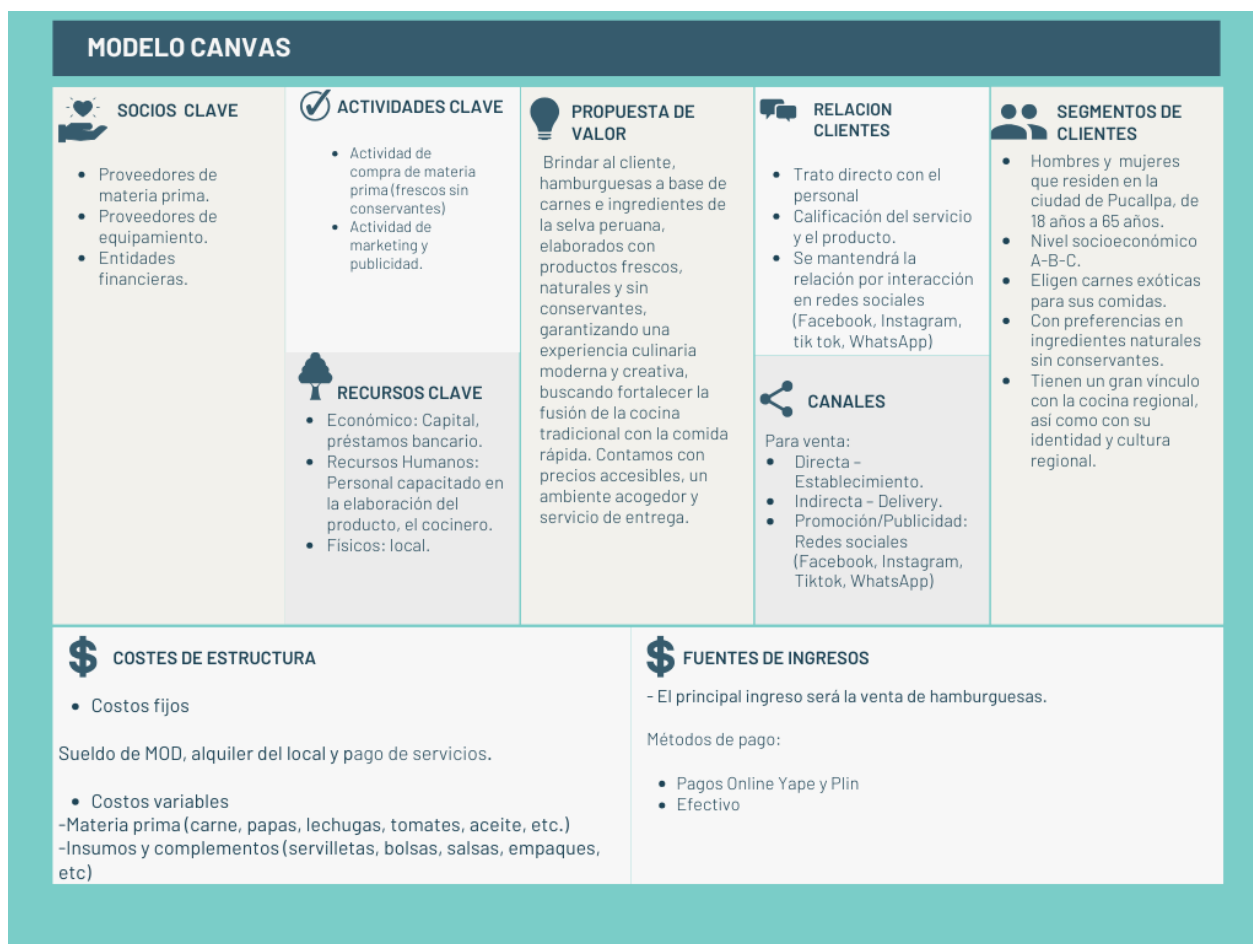 MODELO CANVAS
SOCIOS CLAVE
• Proveedores de
materia prima.
• Proveedores de
equipamiento.
• Entidades
financieras.
ACTIVIDADES CLAVE
• Actividad de
compra de materia
prima (frescos sin
conservantes)
• Actividad de
marketing y
publicidad.
RECURSOS CLAVE
• Económico: Capital,
préstamos bancario.
• Recursos Humanos:
Personal capacitado en
la elaboración del
producto, el cocinero.
• Físicos: local.
PROPUESTA DE
VALOR
Brindar al cliente,
hamburguesas a base de
carnes e ingredientes de
la selva peruana,
elaborados con
productos frescos,
naturales y sin
conservantes,
garantizando una
experiencia culinaria
moderna y creativa,
buscando fortalecer la
fusión de la cocina
tradicional con la comida
rápida. Contamos con
precios accesibles, un
ambiente acogedor y
servicio de entrega.
RELACION
CLIENTES
• Trato directo con el
personal
• Calificación del servicio
y el producto.
• Se mantendrá la
relación por interacción
en redes sociales
(Facebook, Instagram,
tik tok, WhatsApp)
CANALES
Para venta:
• Directa –
Establecimiento.
• Indirecta – Delivery.
• Promoción/Publicidad:
Redes sociales
(Facebook, Instagram,
Tiktok, WhatsApp)
SEGMENTOS DE
CLIENTES
• Hombres y mujeres
que residen en la
ciudad de Pucallpa, de
18 años a 65 años.
• Nivel socioeconómico
A-B-C.
• Eligen carnes exóticas
para sus comidas.
• Con preferencias en
ingredientes naturales
sin conservantes.
• Tienen un gran vínculo
con la cocina regional,
así como con su
identidad y cultura
regional.
COSTES DE ESTRUCTURA
• Costos fijos
Sueldo de MOD, alquiler del local y pago de servicios.
• Costos variables
-Materia prima (carne, papas, lechugas, tomates, aceite, etc.)
-Insumos y complementos (servilletas, bolsas, salsas, empaques,
etc)
FUENTES DE INGRESOS
- El principal ingreso será la venta de hamburguesas.
Métodos de pago:
• Pagos Online Yape y Plin
• Efectivo